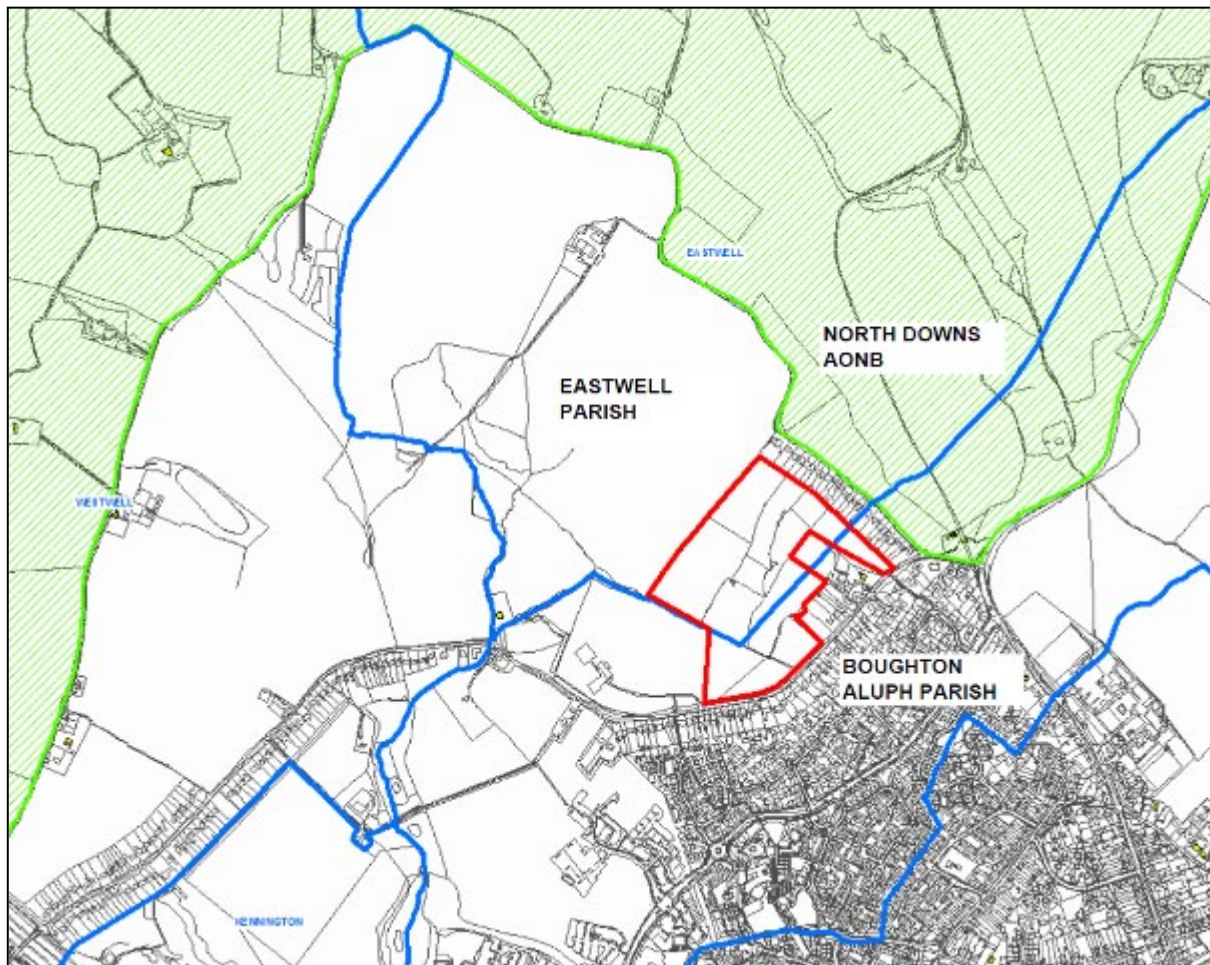 EASTWELL
NORTH DOWNS
AONB
EASTWELL
PARISH
WESTWELL
BOUGHTON
ALUPH PARISH
KENNINGTON